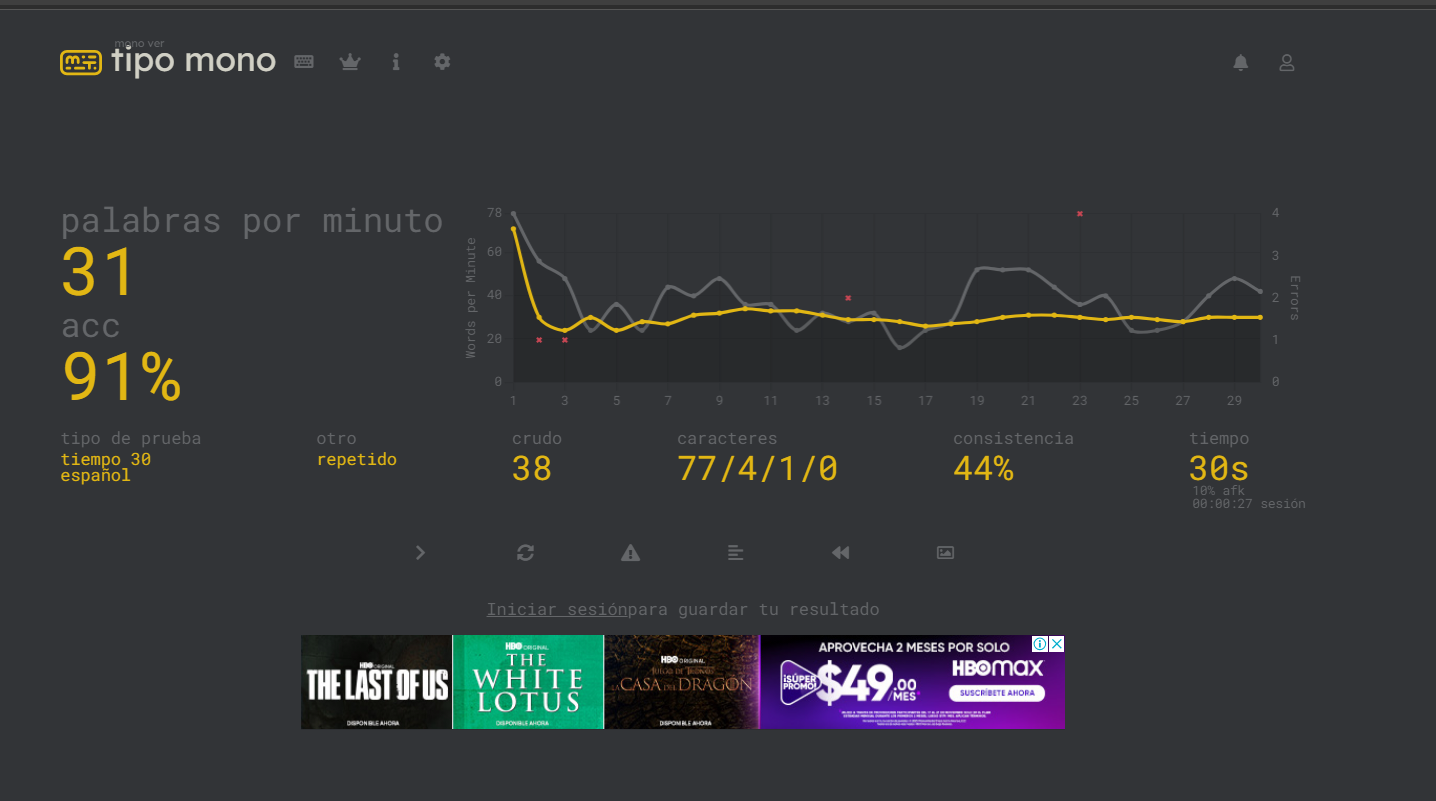 mono ver
tipo mono
palabras por minuto
31
acc
91%
Words per Minute
78
60
40
20
0
1 3 5 7 9 11 13 15 17 19 21 23 25 27 29
4
3
2
1
0
Errors
tipo de prueba
tiempo 30
español
otro
repetido
crudo
38
caracteres
77/4/1/0
consistencia
44%
tiempo
30s
10% afk
00:00:27 sesión
Iniciar sesiónpara guardar tu resultado
HBO ORIGINAL
THE LAST OF US
DISPONIBLE AHORA
HBO ORIGINAL
THE
WHITE
LOTUS
DISPONIBLE AHORA
HBO ORIGINAL
JUEGO DE TRONOS
LA CASA DEL DRAGÓN
DISPONIBLE AHORA
APROVECHA 2 MESES POR SOLO
¡SÚPER
PROMO!
$49.00
/MES*
HBOMAX
SUSCRÍBETE AHORA